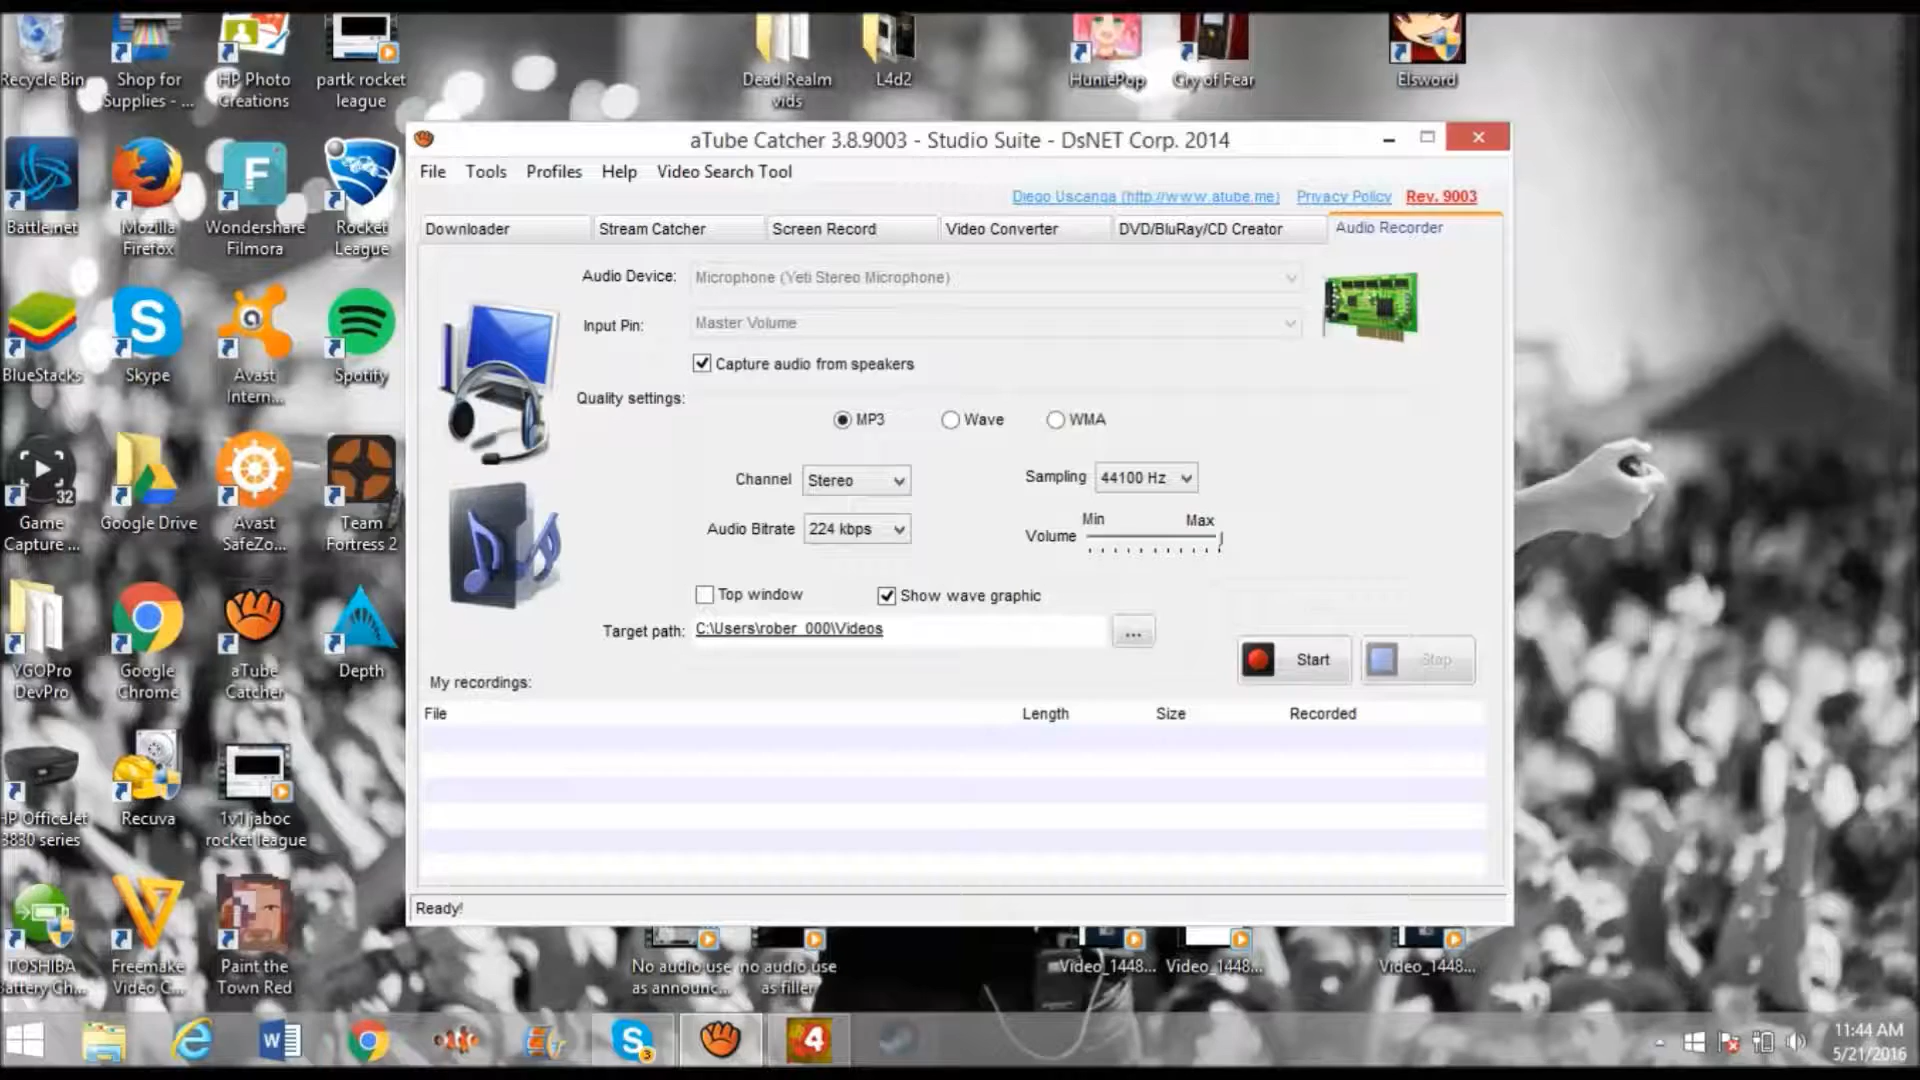 Recycle Bin
Shop for
Supplies - ...
HP Photo
Creations
partk rocket
league
Dead Realm
vids
L4d2
HuniePop
Cry of Fear
Elsword
Battle.net
Mozilla
Firefox
Wondershare
Filmora
Rocket
League
BlueStacks
Skype
Avast
Intern...
Spotify
32
Game
Capture ...
Google Drive
Avast
SafeZo...
Team
Fortress 2
YGOPro
DevPro
Google
Chrome
aTube
Catcher
Depth
HP OfficeJet
3830 series
Recuva
1v1 jaboc
rocket league
TOSHIBA
Battery Ch...
Freemake
Video C...
Paint the
Town Red
aTube Catcher 3.8.9003 - Studio Suite - DsNET Corp. 2014
File Tools Profiles Help Video Search Tool
Diego Uscanga (http://www.atube.me) Privacy Policy Rev. 9003
Downloader Stream Catcher Screen Record Video Converter DVD/BluRay/CD Creator Audio Recorder
Audio Device: Microphone (Yeti Stereo Microphone)
Input Pin: Master Volume
Capture audio from speakers
Quality settings:
MP3 Wave WMA
Channel Stereo Sampling 44100 Hz
Min Max
Audio Bitrate 224 kbps Volume
Top window Show wave graphic
Target path: C:\Users\rober_000\Videos ...
Start Stop
My recordings:
File Length Size Recorded
Ready!
No audio use
as announc...
no audio use
as filler
Video_1448...
Video_1448...
Video_1448...
3
4
11:44 AM
5/21/2016